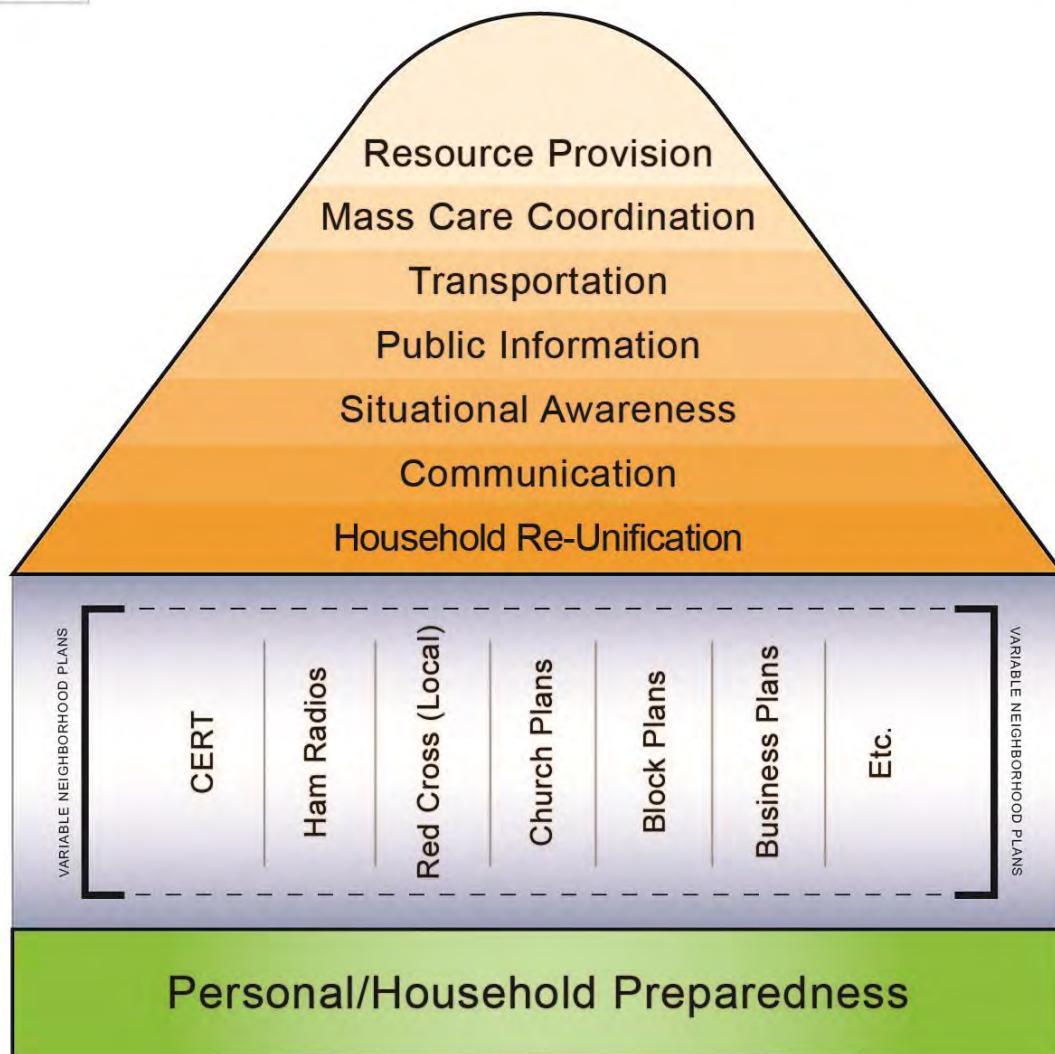 Resource Provision
Mass Care Coordination
Transportation
Public Information
Situational Awareness
Communication
Household Re-Unification
VARIABLE NEIGHBORHOOD PLANS
CERT
Ham Radios
Red Cross (Local)
Church Plans
Block Plans
Business Plans
Etc.
VARIABLE NEIGHBORHOOD PLANS
Personal/Household Preparedness